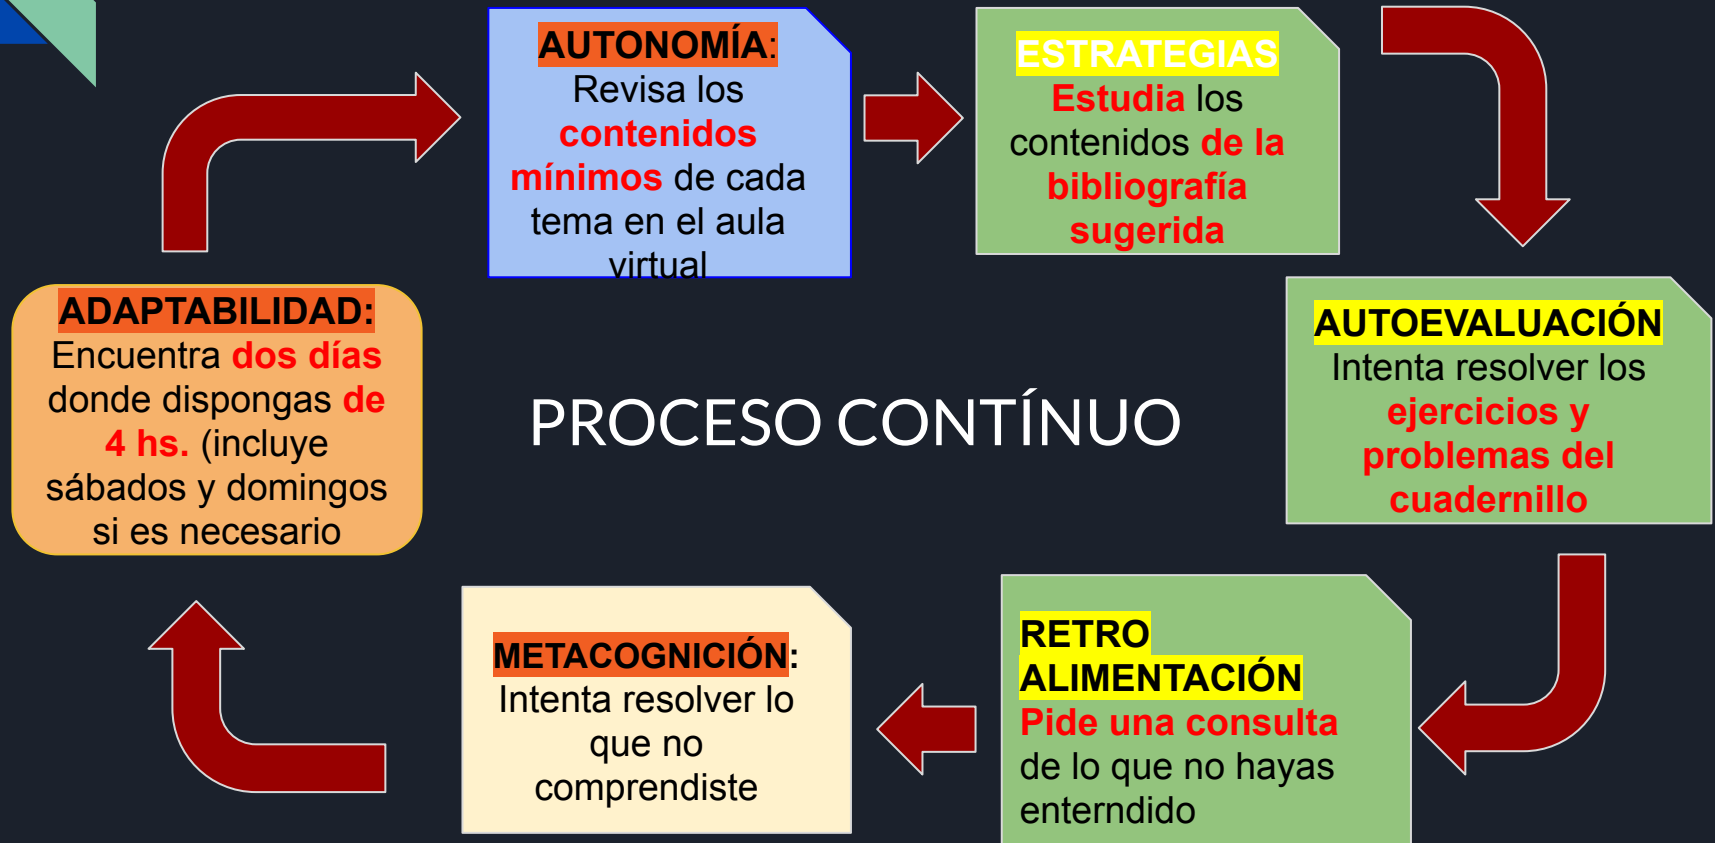 AUTONOMÍA:
Revisa los
contenidos
mínimos de cada
tema en el aula
virtual
ESTRATEGIAS
Estudia los
contenidos de la
bibliografía
sugerida
AUTOEVALUACIÓN
Intenta resolver los
ejercicios y
problemas del
cuadernillo
RETRO
ALIMENTACIÓN
Pide una consulta
de lo que no hayas
enterndido
METACOGNICIÓN:
Intenta resolver lo
que no
comprendiste
ADAPTABILIDAD:
Encuentra dos días
donde dispongas de
4 hs. (incluye
sábados y domingos
si es necesario
PROCESO CONTÍNUO